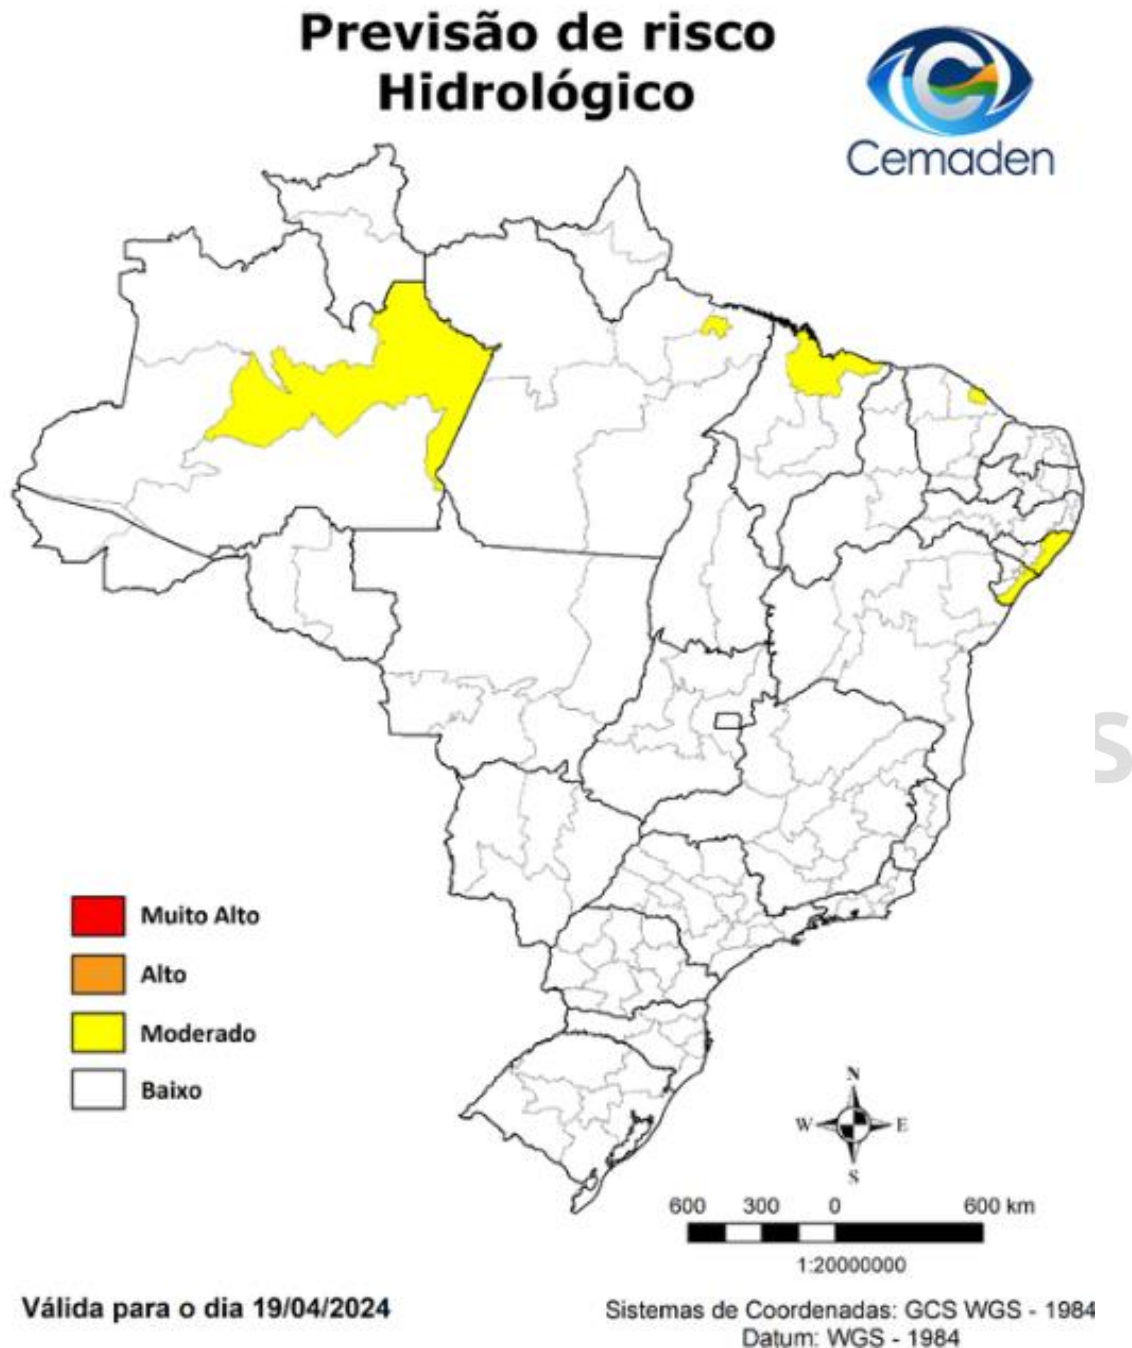 Previsão de risco
Hidrológico
Cemaden
S
Muito Alto
Alto
Moderado
Baixo
N
W E
S
600 300 0 600 km
1:20000000
Válida para o dia 19/04/2024
Sistemas de Coordenadas: GCS WGS - 1984
Datum: WGS - 1984